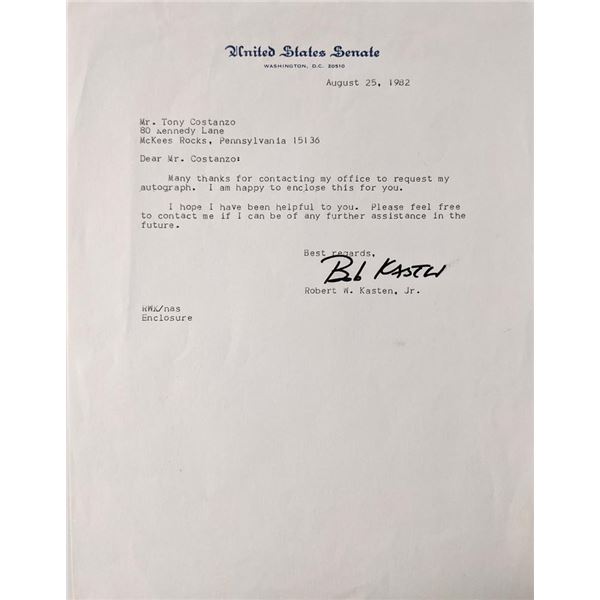 United States Senate
WASHINGTON, D.C. 20510
August 25, 1982
Mr. Tony Costanzo
80 Kennedy Lane
McKees Rocks, Pennsylvania 15136
Dear Mr. Costanzo:
Many thanks for contacting my office to request my
autograph. I am happy to enclose this for you.
I hope I have been helpful to you. Please feel free
to contact me if I can be of any further assistance in the
future.
Best regards,
Bob Kasten
Robert W. Kasten, Jr.
RWK/nas
Enclosure